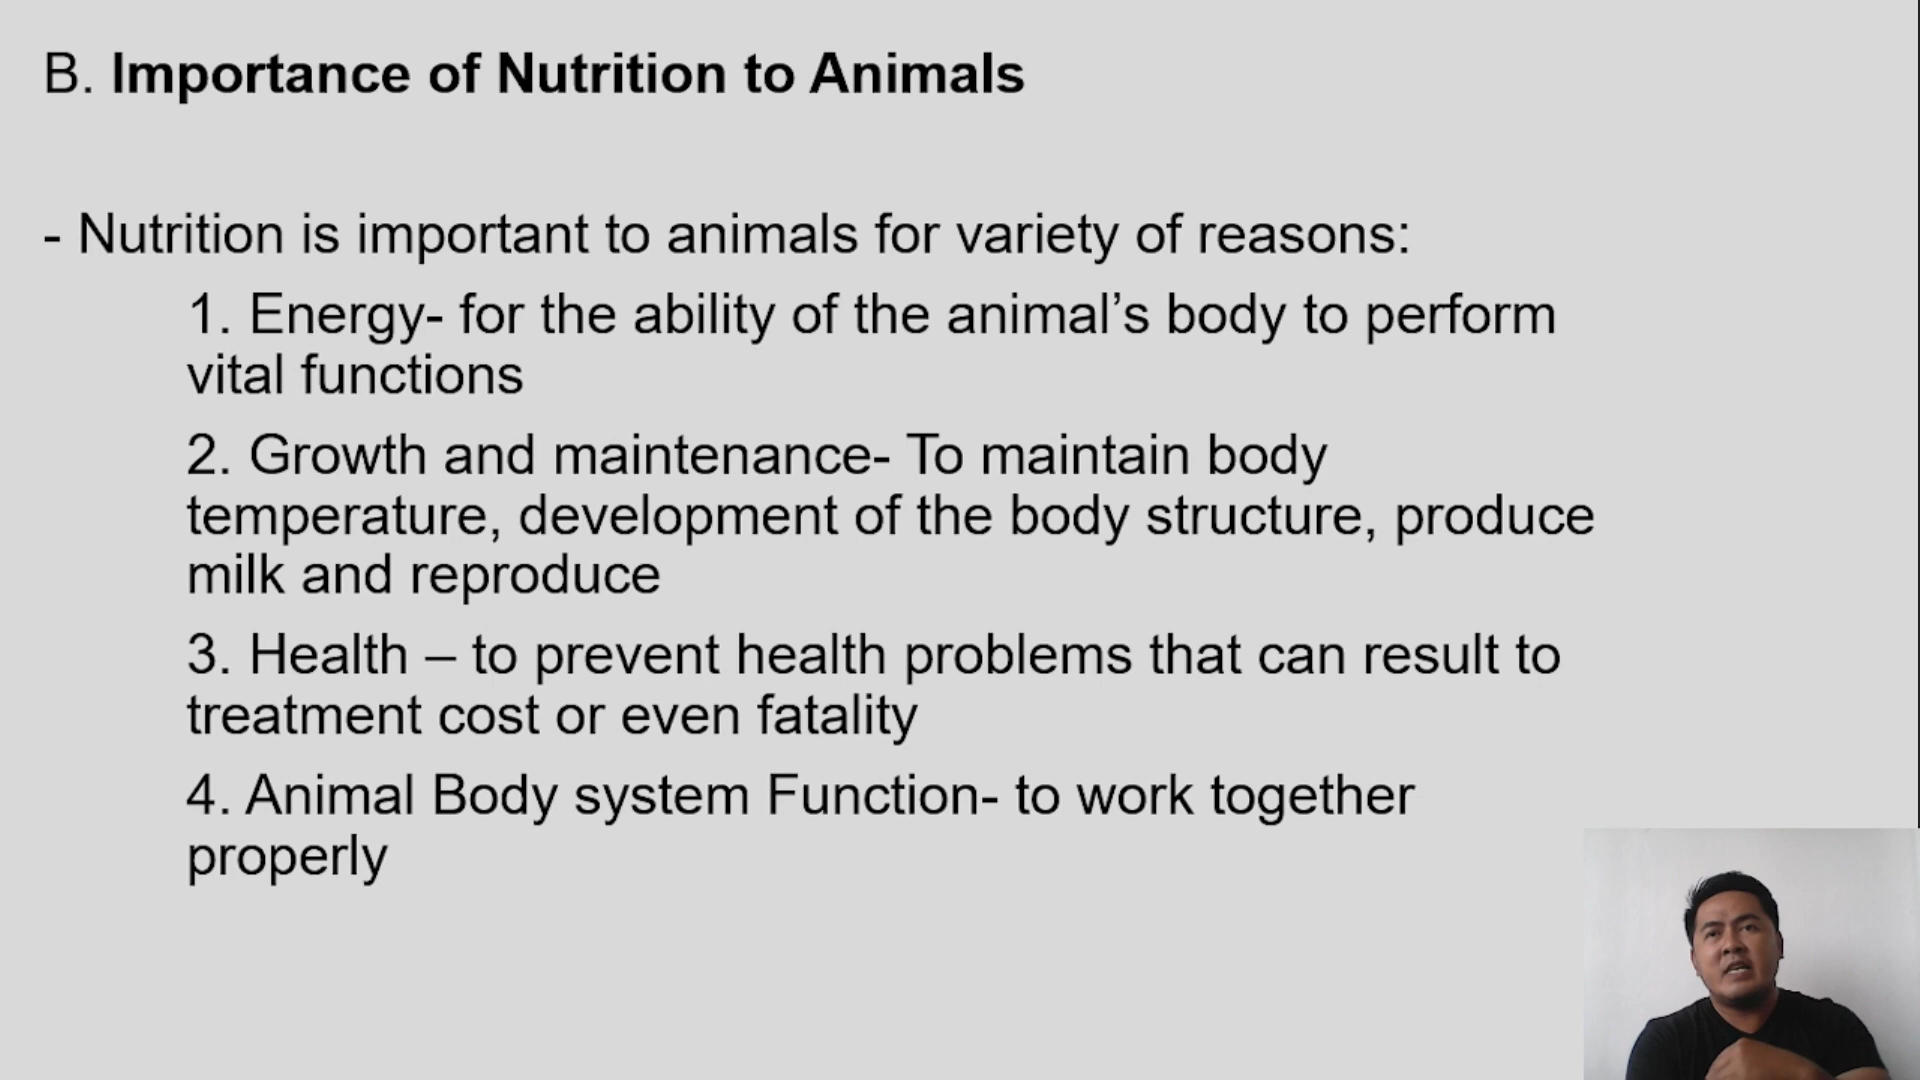 B. Importance of Nutrition to Animals
- Nutrition is important to animals for variety of reasons:
1. Energy- for the ability of the animal’s body to perform
vital functions
2. Growth and maintenance- To maintain body
temperature, development of the body structure, produce
milk and reproduce
3. Health – to prevent health problems that can result to
treatment cost or even fatality
4. Animal Body system Function- to work together
properly